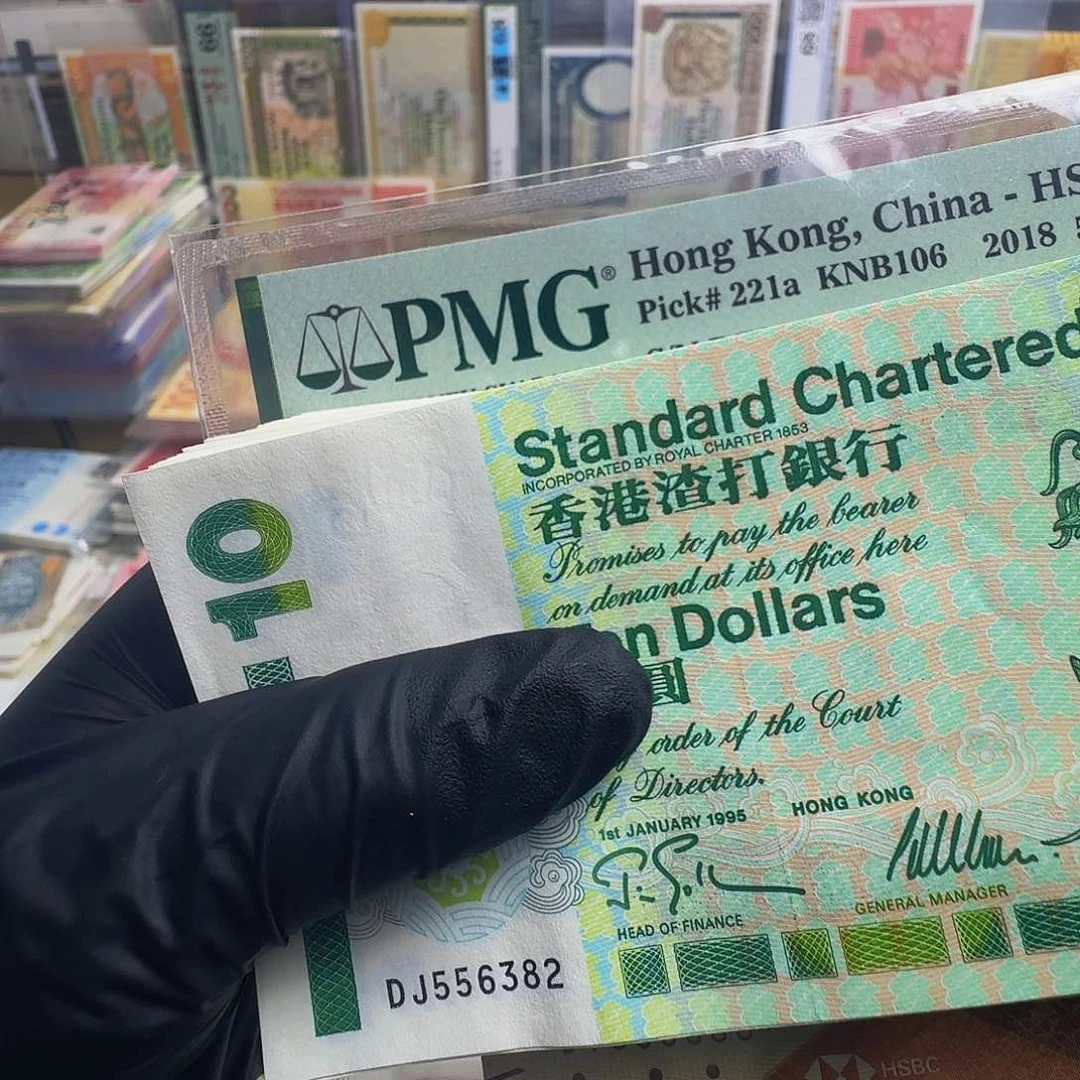 PMG®
Hong Kong, China - HS
Pick# 221a KNB106 2018 5
Standard Chartered
INCORPORATED BY ROYAL CHARTER 1853
香港渣打銀行
Promises to pay the bearer
on demand at its office here
n Dollars
圓
order of the Court
of Directors.
1st JANUARY 1995 HONG KONG
HEAD OF FINANCE GENERAL MANAGER
10
DJ556382
HSBC